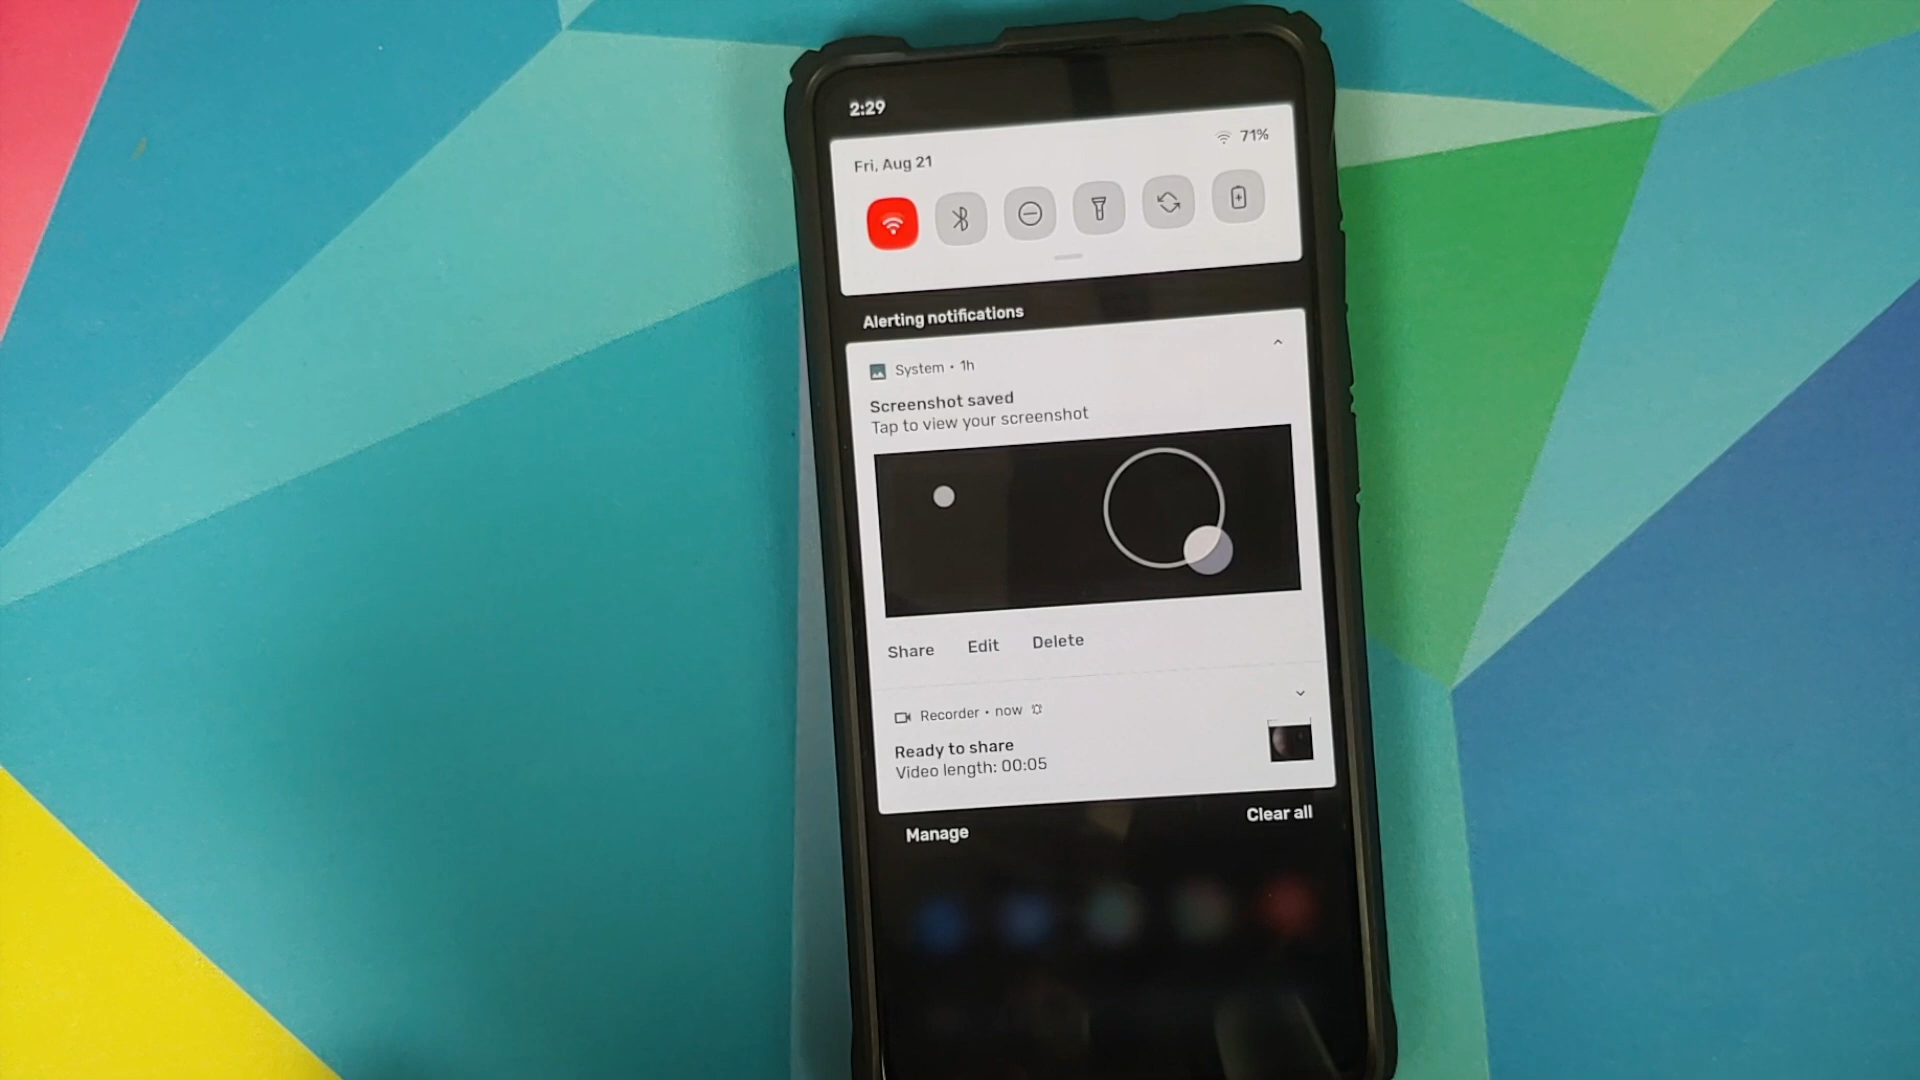 2:29
71%
Fri, Aug 21
Alerting notifications
System • 1h
Screenshot saved
Tap to view your screenshot
Share Edit Delete
Recorder • now
Ready to share
Video length: 00:05
Manage Clear all